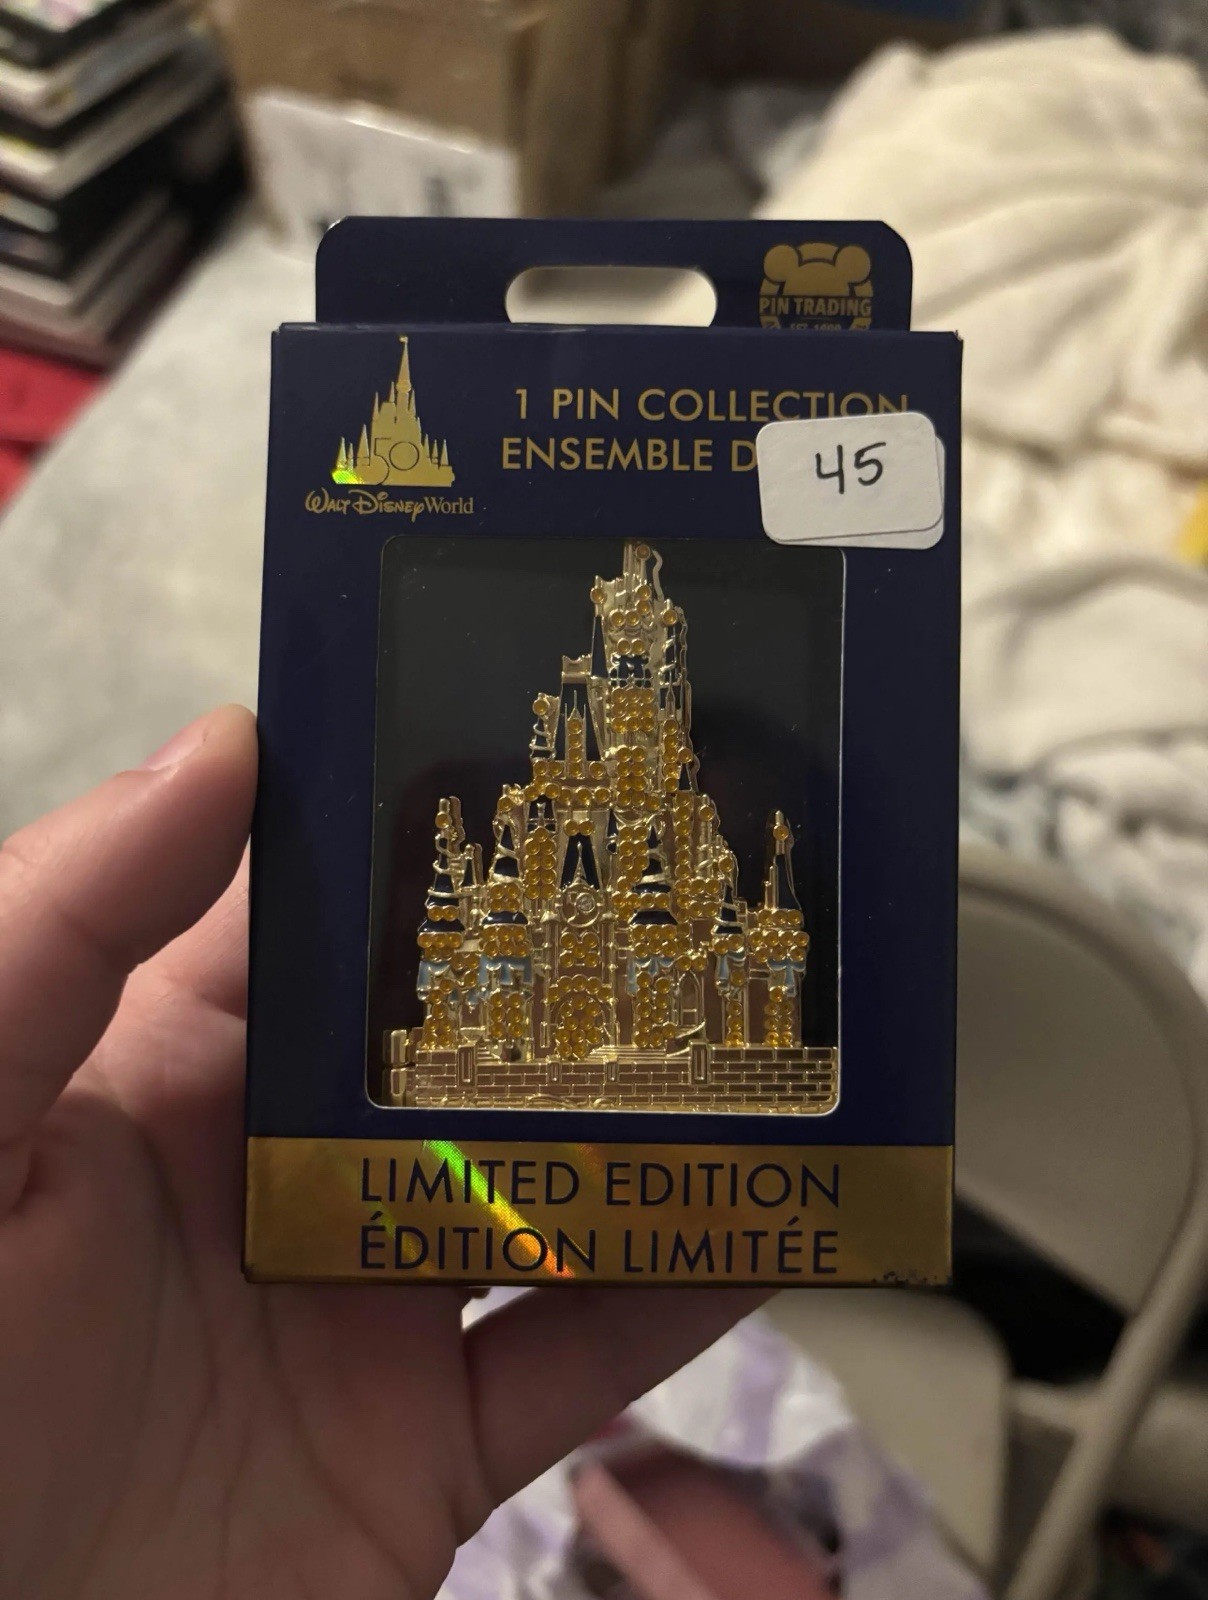 PIN TRADING
50
Walt Disney World
1 PIN COLLECTION
ENSEMBLE D
45
LIMITED EDITION
ÉDITION LIMITÉE